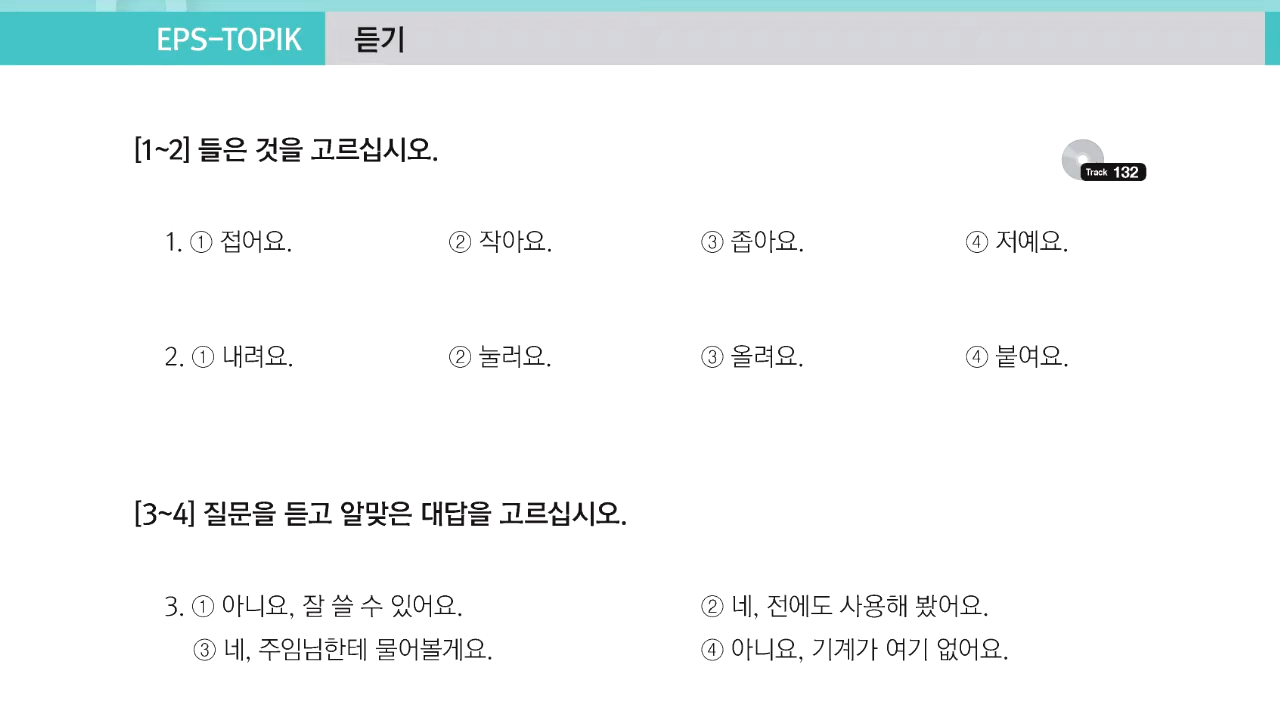 EPS-TOPIK 듣기
[1~2] 들은 것을 고르십시오.
Track 132
1. ① 접어요. ② 작아요. ③ 좁아요. ④ 저예요.
2. ① 내려요. ② 눌러요. ③ 올려요. ④ 붙여요.
[3~4] 질문을 듣고 알맞은 대답을 고르십시오.
3. ① 아니요, 잘 쓸 수 있어요. ② 네, 전에도 사용해 봤어요.
③ 네, 주임님한테 물어볼게요. ④ 아니요, 기계가 여기 없어요.